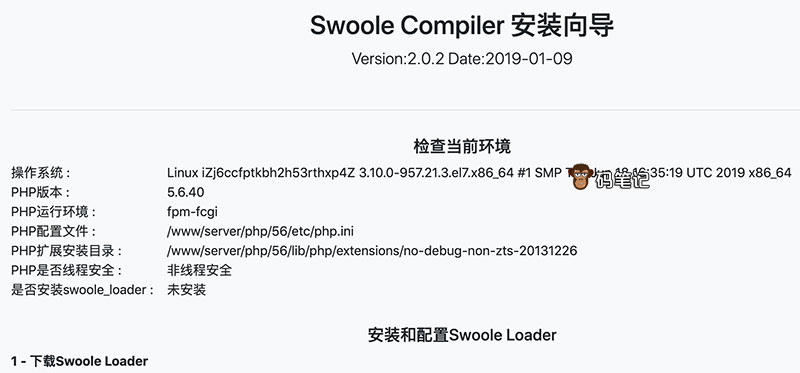 Swoole Compiler 安装向导
Version:2.0.2 Date:2019-01-09
检查当前环境
操作系统 : Linux iZj6ccfptkbh2h53rthxp4Z 3.10.0-957.21.3.el7.x86_64 #1 SMP 35:19 UTC 2019 x86_64
码笔记
PHP版本 : 5.6.40
PHP运行环境 : fpm-fcgi
PHP配置文件 : /www/server/php/56/etc/php.ini
PHP扩展安装目录 : /www/server/php/56/lib/php/extensions/no-debug-non-zts-20131226
PHP是否线程安全 : 非线程安全
是否安装swoole_loader : 未安装
安装和配置Swoole Loader
1 - 下载Swoole Loader